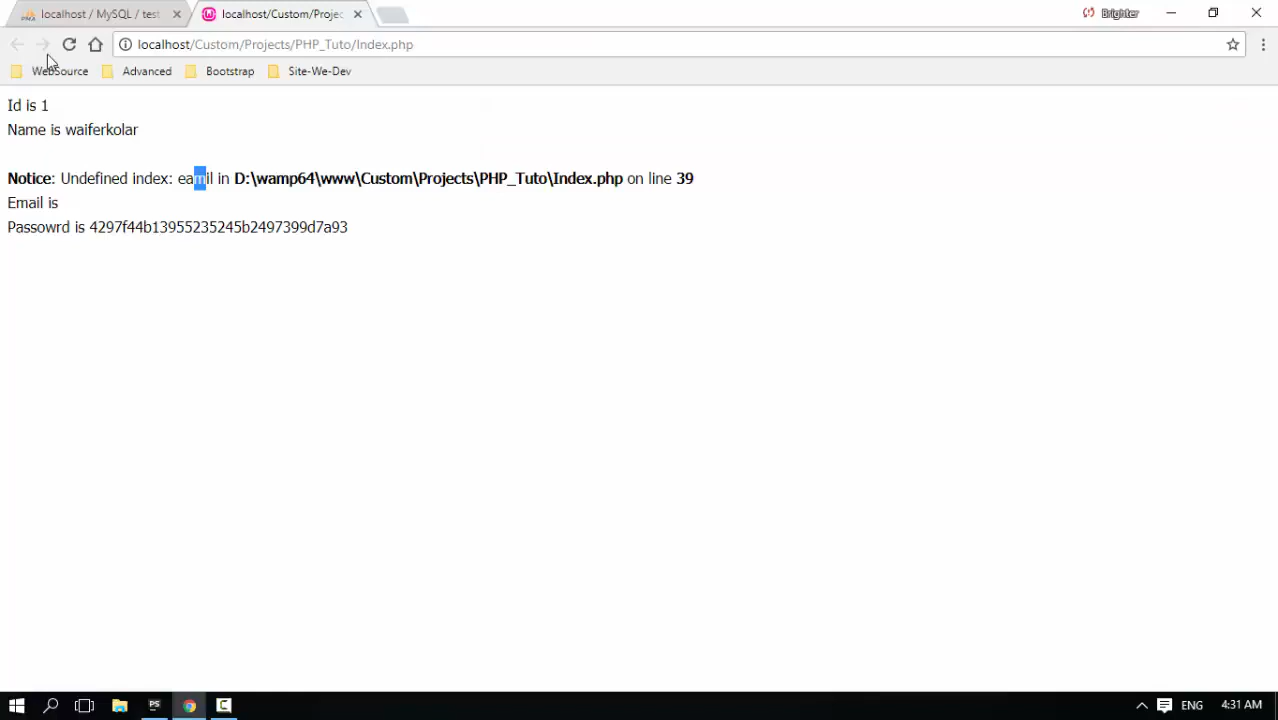 localhost / MySQL / test
localhost/Custom/Projec
Brighter
localhost/Custom/Projects/PHP_Tuto/Index.php
WebSource
Advanced
Bootstrap
Site-We-Dev
Id is 1
Name is waiferkolar
Notice: Undefined index: eamil in D:\wamp64\www\Custom\Projects\PHP_Tuto\Index.php on line 39
Email is
Passowrd is 4297f44b13955235245b2497399d7a93
PS
ENG
4:31 AM